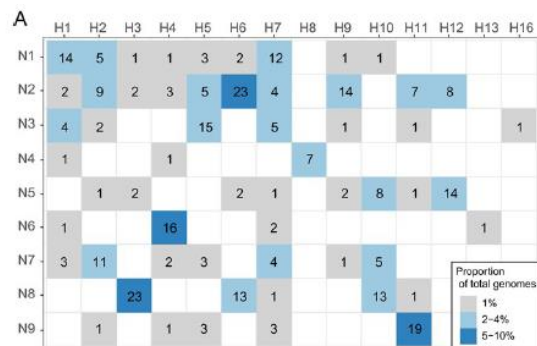 A
H1 H2 H3 H4 H5 H6 H7 H8 H9 H10 H11 H12 H13 H16
N1 14 5 1 1 3 2 12 1 1
N2 2 9 2 3 5 23 4 14 7 8
N3 4 2 15 5 1 1 1
N4 1 1 7
N5 1 2 2 1 2 8 1 14
N6 1 16 2 1
N7 3 11 2 3 4 1 5
N8 23 13 1 13 1
N9 1 1 3 3 19
Proportion
of total genomes
1%
2-4%
5-10%